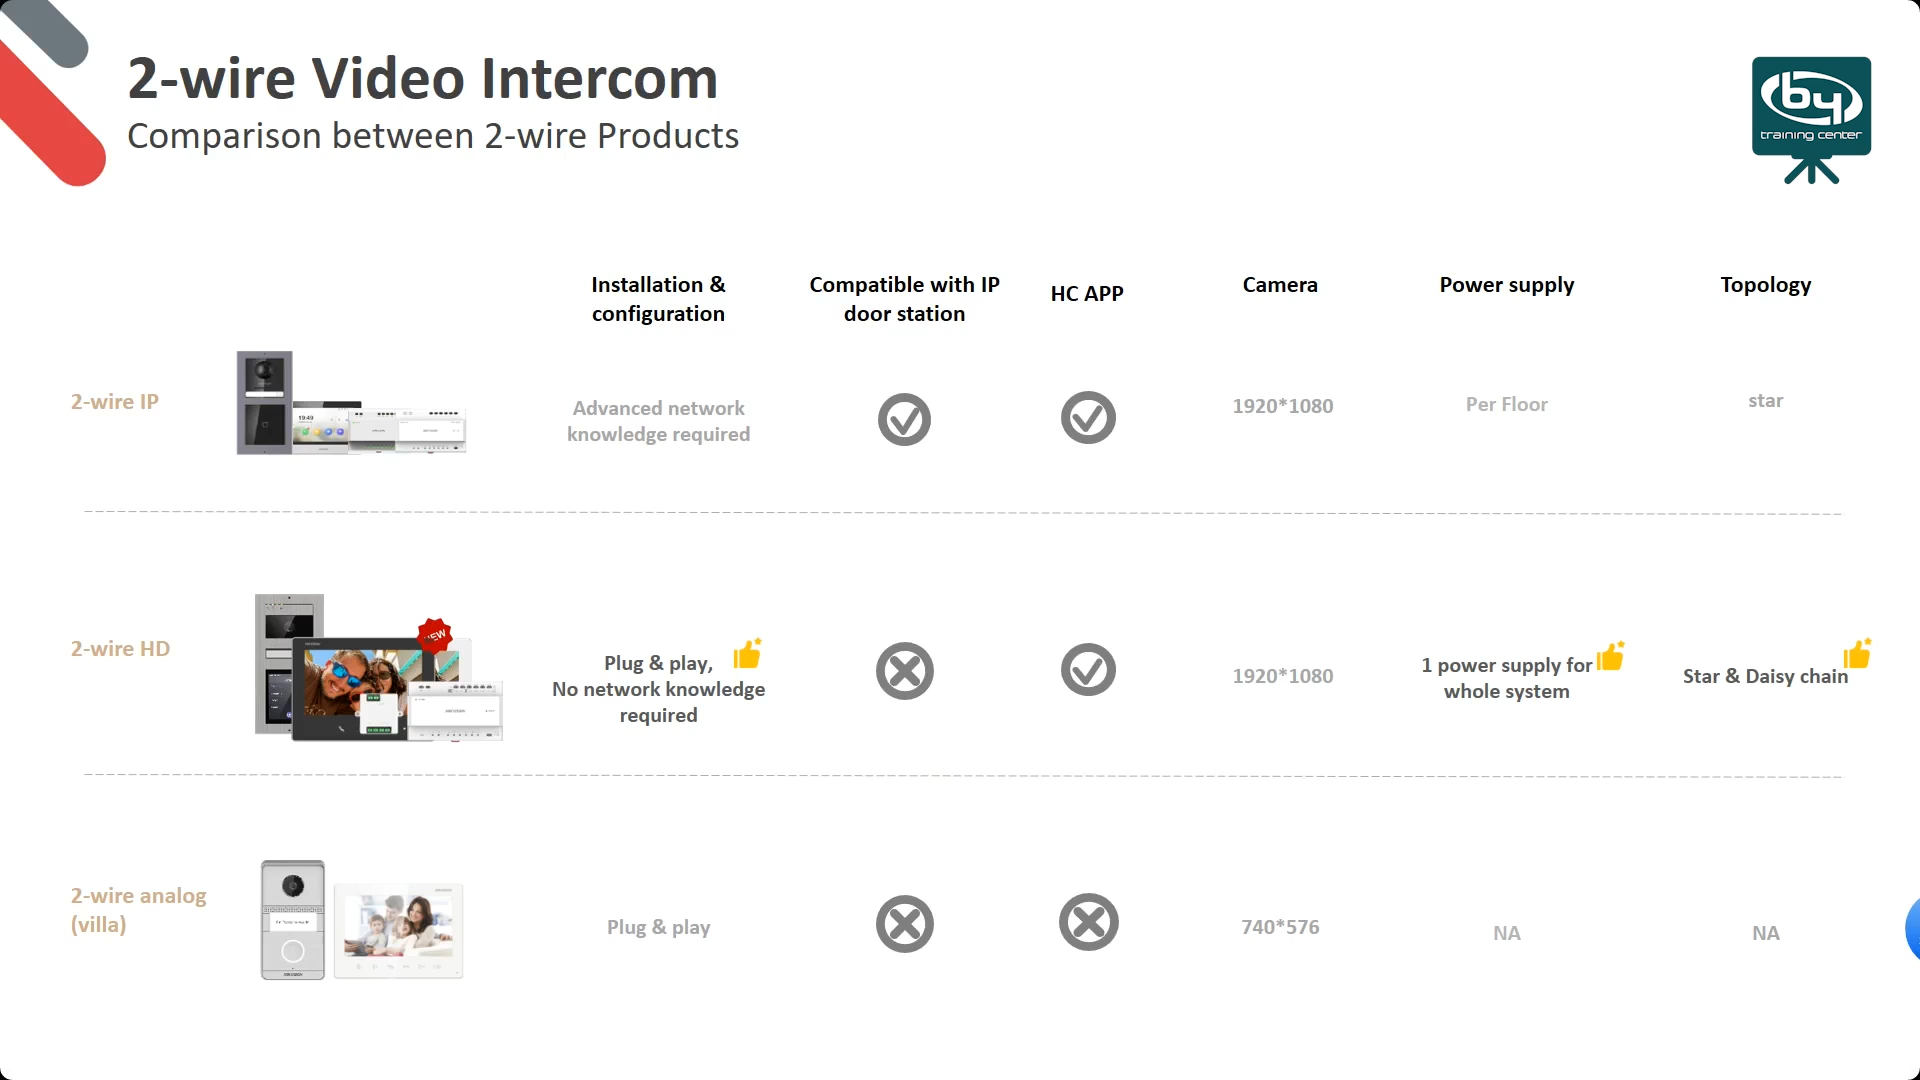 2-wire Video Intercom
Comparison between 2-wire Products
by
training center
Installation &
configuration
Compatible with IP
door station
HC APP
Camera
Power supply
Topology
2-wire IP
19:49
Advanced network
knowledge required
1920*1080
Per Floor
star
2-wire HD
NEW
Plug & play,
No network knowledge
required
1920*1080
1 power supply for
whole system
Star & Daisy chain
2-wire analog
(villa)
Plug & play
740*576
NA
NA